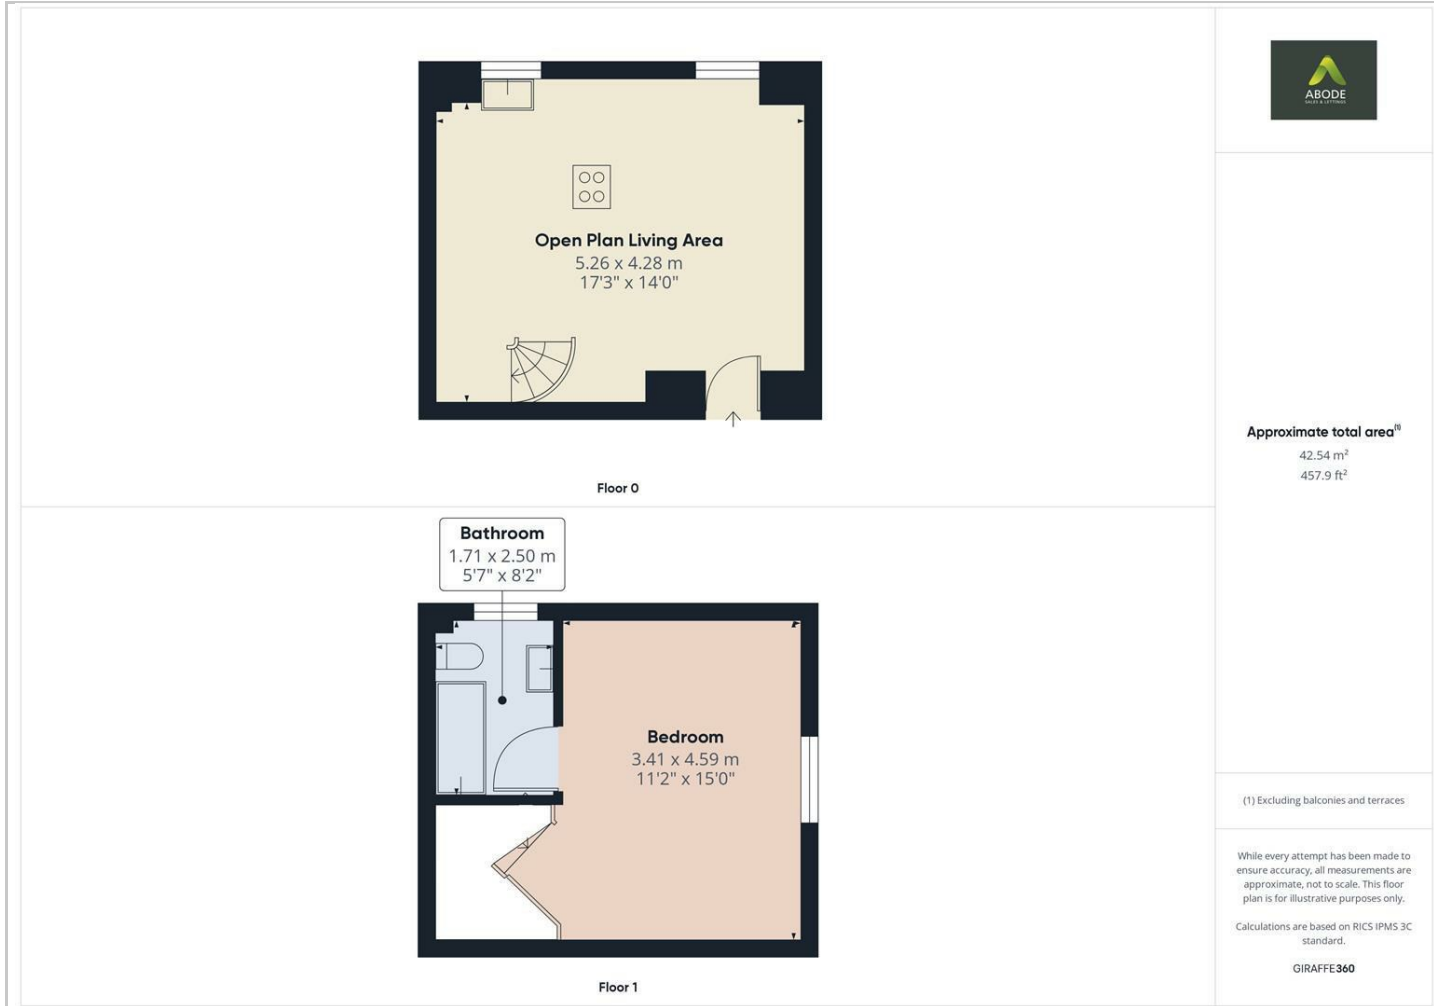 Open Plan Living Area
5.26 x 4.28 m
17'3" x 14'0"
Floor 0
Bathroom
1.71 x 2.50 m
5'7" x 8'2"
Bedroom
3.41 x 4.59 m
11'2" x 15'0"
Floor 1
ABODE
SALES & LETTINGS
Approximate total area(1)
42.54 m²
457.9 ft²
(1) Excluding balconies and terraces
While every attempt has been made to
ensure accuracy, all measurements are
approximate, not to scale. This floor
plan is for illustrative purposes only.
Calculations are based on RICS IPMS 3C
standard.
GIRAFFE360